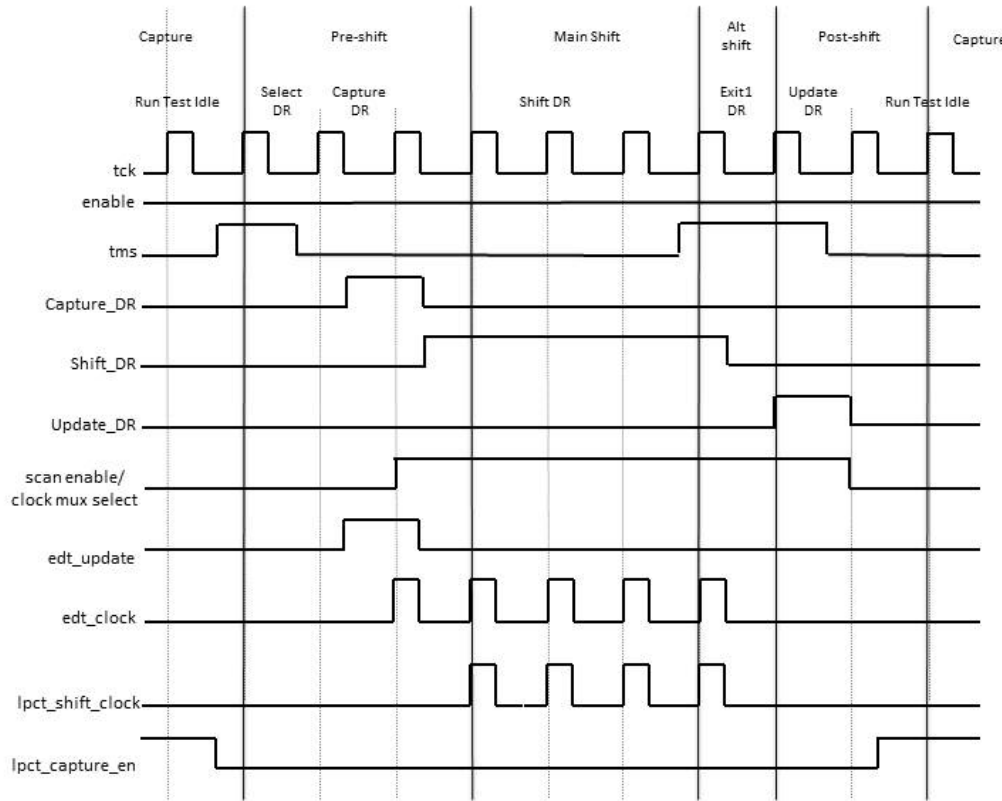 Capture
Pre-shift
Main Shift
Alt
shift
Post-shift
Capture
Run Test Idle
Select
DR
Capture
DR
Shift DR
Exit1
DR
Update
DR
Run Test Idle
tck
enable
tms
Capture_DR
Shift_DR
Update_DR
scan enable/
clock mux select
edt_update
edt_clock
lpct_shift_clock
lpct_capture_en